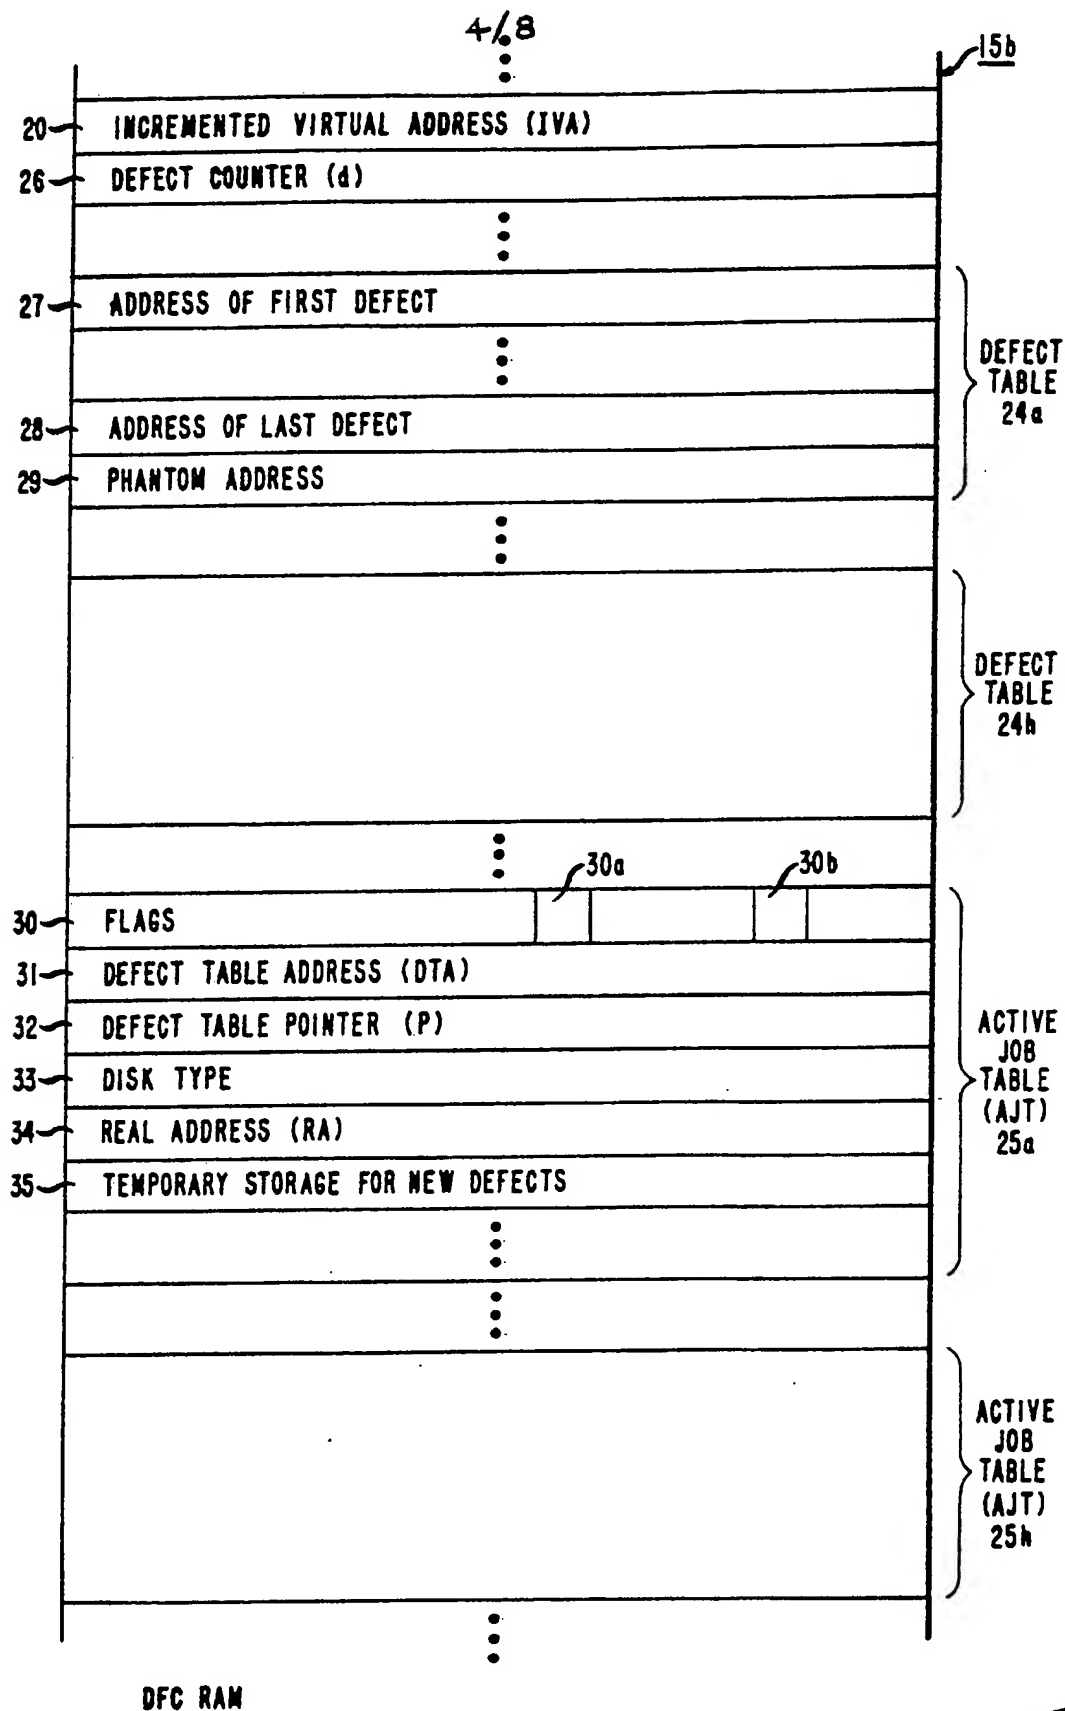 4/8
15b
20 INCREMENTED VIRTUAL ADDRESS (IVA)
26 DEFECT COUNTER (d)
27 ADDRESS OF FIRST DEFECT
28 ADDRESS OF LAST DEFECT
29 PHANTOM ADDRESS
DEFECT
TABLE
24a
DEFECT
TABLE
24h
30a
30b
30 FLAGS
31 DEFECT TABLE ADDRESS (DTA)
32 DEFECT TABLE POINTER (P)
33 DISK TYPE
34 REAL ADDRESS (RA)
35 TEMPORARY STORAGE FOR NEW DEFECTS
ACTIVE
JOB
TABLE
(AJT)
25a
ACTIVE
JOB
TABLE
(AJT)
25h
DFC RAM